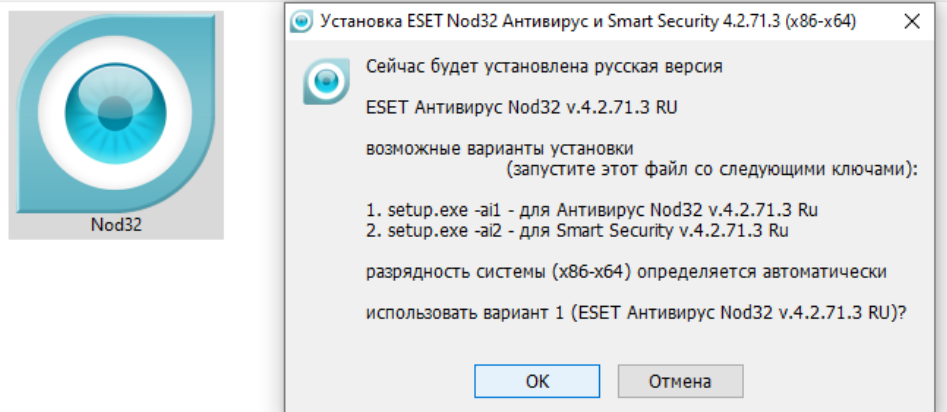 Установка ESET Nod32 Антивирус и Smart Security 4.2.71.3 (x86-x64)
Nod32
Сейчас будет установлена русская версия
ESET Антивирус Nod32 v.4.2.71.3 RU
возможные варианты установки
(запустите этот файл со следующими ключами):
1. setup.exe -ai1 - для Антивирус Nod32 v.4.2.71.3 Ru
2. setup.exe -ai2 - для Smart Security v.4.2.71.3 Ru
разрядность системы (x86-x64) определяется автоматически
использовать вариант 1 (ESET Антивирус Nod32 v.4.2.71.3 RU)?
OK
Отмена